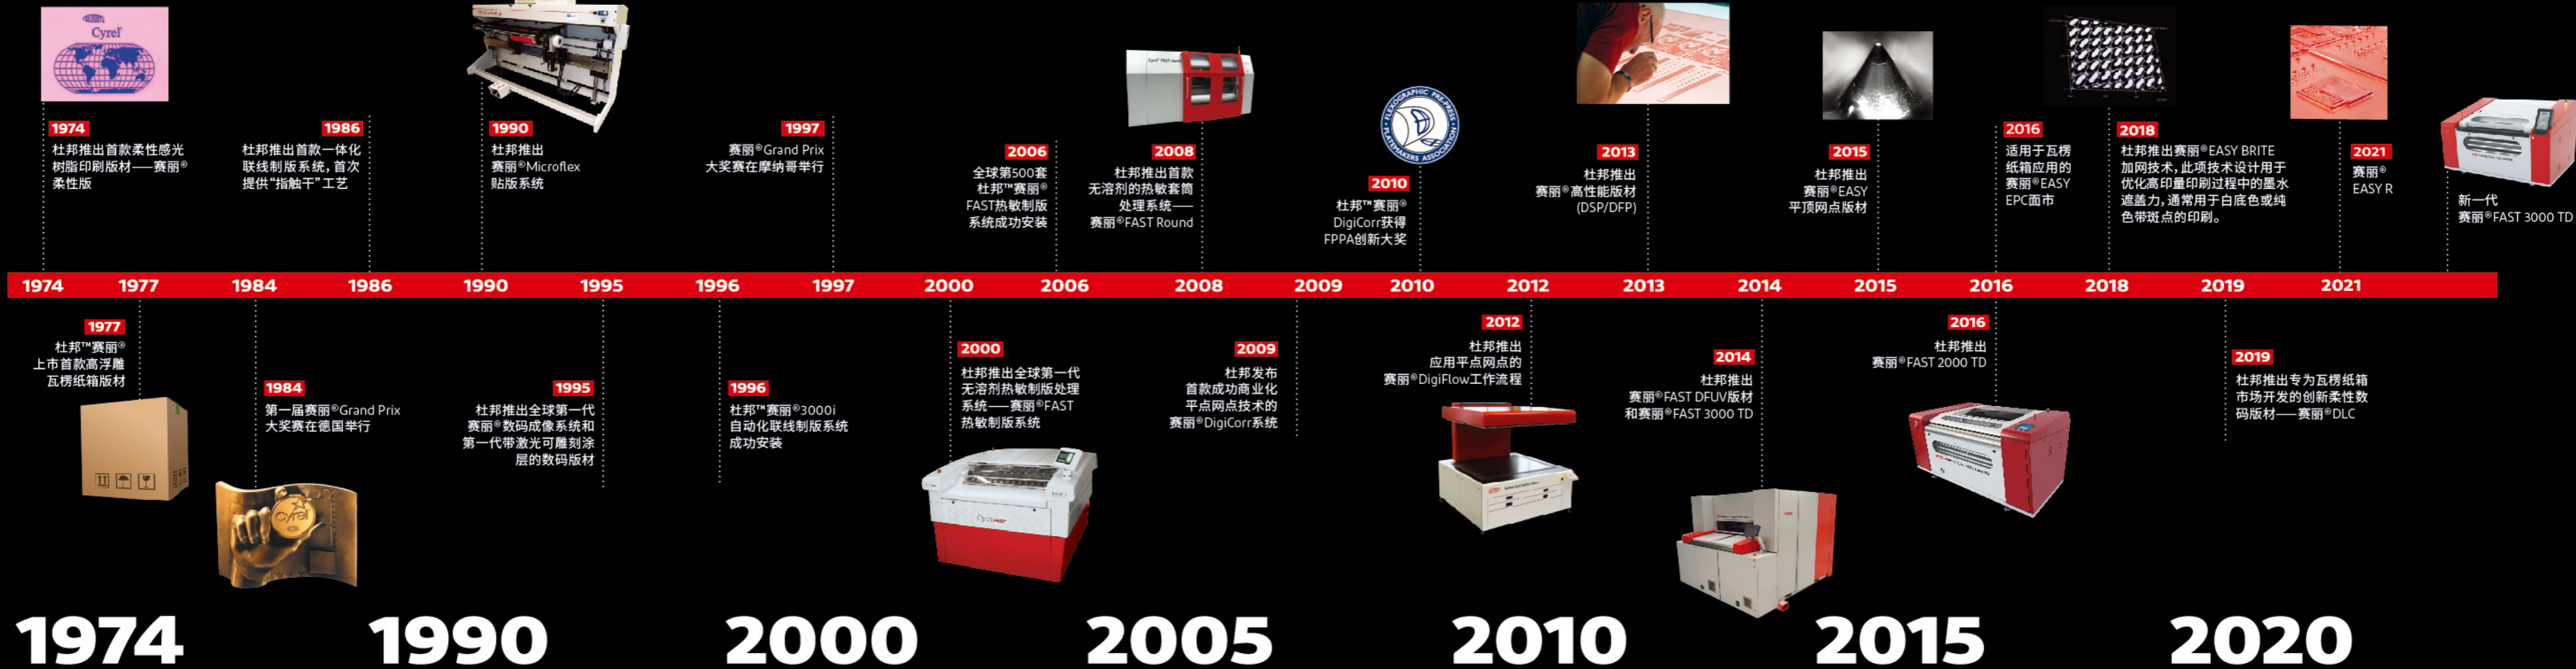 Cyrel
1974
杜邦推出首款柔性感光
树脂印刷版材——赛丽®
柔性版
1986
杜邦推出首款一体化
联线制版系统，首次
提供“指触干”工艺
1990
杜邦推出
赛丽®Microflex
贴版系统
1997
赛丽®Grand Prix
大奖赛在摩纳哥举行
2006
全球第500套
杜邦™赛丽®
FAST热敏制版
系统成功安装
2008
杜邦推出首款
无溶剂的热敏套筒
处理系统——
赛丽®FAST Round
FLEXOGRAPHIC PRE-PRESS
PLATEMAKERS ASSOCIATION
2010
杜邦™赛丽®
DigiCorr获得
FPPA创新大奖
2013
杜邦推出
赛丽®高性能版材
(DSP/DFP)
2015
杜邦推出
赛丽®EASY
平顶网点版材
2016
适用于瓦楞
纸箱应用的
赛丽®EASY
EPC面市
2018
杜邦推出赛丽®EASY BRITE
加网技术，此项技术设计用于
优化高印量印刷过程中的墨水
遮盖力，通常用于白底色或纯
色带斑点的印刷。
2021
赛丽®
EASY R
新一代
赛丽®FAST 3000 TD
1974 1977 1984 1986 1990 1995 1996 1997 2000 2006 2008 2009 2010 2012 2013 2014 2015 2016 2018 2019 2021
1977
杜邦™赛丽®
上市首款高浮雕
瓦楞纸箱版材
1984
第一届赛丽®Grand Prix
大奖赛在德国举行
Cyrel
1995
杜邦推出全球第一代
赛丽®数码成像系统和
第一代带激光可雕刻涂
层的数码版材
1996
杜邦™赛丽®3000i
自动化联线制版系统
成功安装
2000
杜邦推出全球第一代
无溶剂热敏制版处理
系统——赛丽®FAST
热敏制版系统
2009
杜邦发布
首款成功商业化
平点网点技术的
赛丽®DigiCorr系统
2012
杜邦推出
应用平点网点的
赛丽®DigiFlow工作流程
2014
杜邦推出
赛丽®FAST DFUV版材
和赛丽®FAST 3000 TD
2016
杜邦推出
赛丽®FAST 2000 TD
2019
杜邦推出专为瓦楞纸箱
市场开发的创新柔性数
码版材——赛丽®DLC
1974 1990 2000 2005 2010 2015 2020